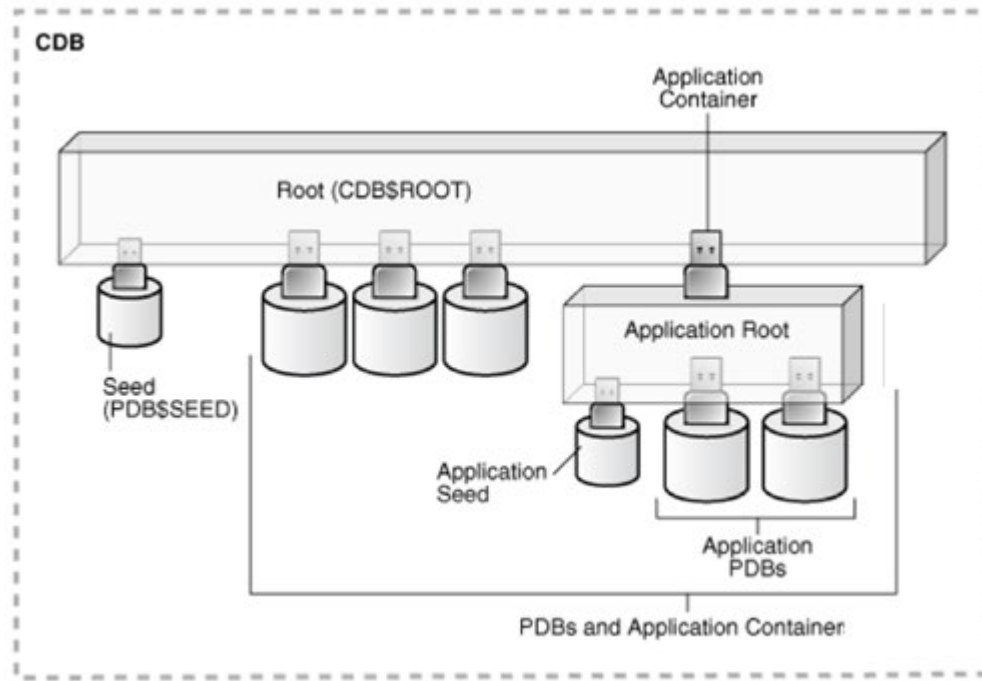 CDB
Application
Container
Root (CDB$ROOT)
Application Root
Seed
(PDB$SEED)
Application
Seed
Application
PDBs
PDBs and Application Container